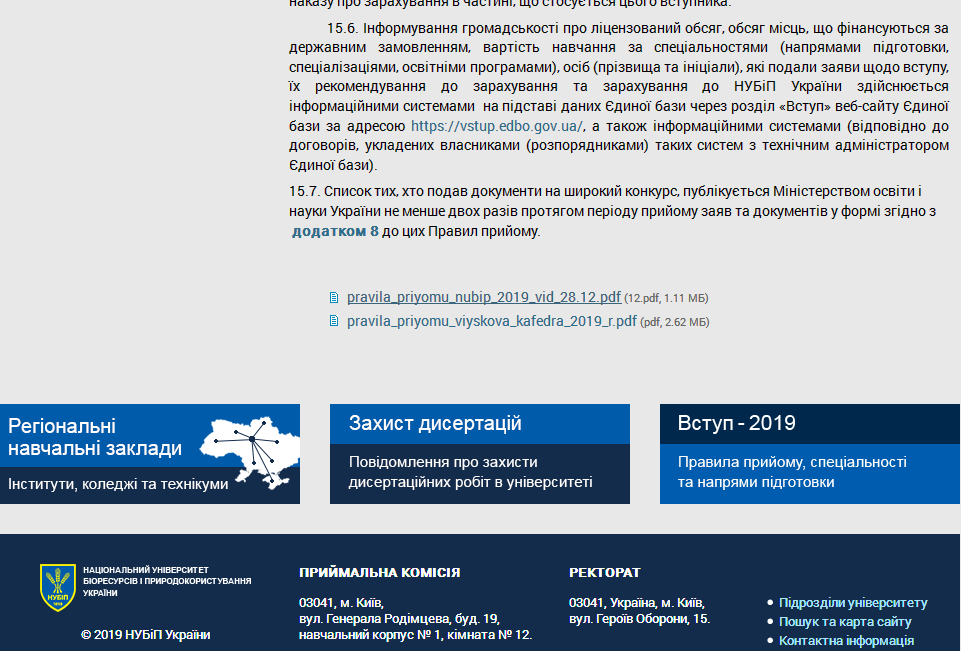 наказу про зарахування в частині, що стосується цього вступника.
15.6. Інформування громадськості про ліцензований обсяг, обсяг місць, що фінансуються за
державним замовленням, вартість навчання за спеціальностями (напрямами підготовки,
спеціалізаціями, освітніми програмами), осіб (прізвища та ініціали), які подали заяви щодо вступу,
їх рекомендування до зарахування та зарахування до НУБіП України здійснюється
інформаційними системами на підставі даних Єдиної бази через розділ «Вступ» веб-сайту Єдиної
бази за адресою https://vstup.edbo.gov.ua/, а також інформаційними системами (відповідно до
договорів, укладених власниками (розпорядниками) таких систем з технічним адміністратором
Єдиної бази).
15.7. Список тих, хто подав документи на широкий конкурс, публікується Міністерством освіти і
науки України не менше двох разів протягом періоду прийому заяв та документів у формі згідно з
додатком 8 до цих Правил прийому.
pravila_priyomu_nubip_2019_vid_28.12.pdf (12.pdf, 1.11 МБ)
pravila_priyomu_viyskova_kafedra_2019_r.pdf (pdf, 2.62 МБ)
Регіональні
навчальні заклади
Інститути, коледжі та технікуми
Захист дисертацій
Повідомлення про захисти
дисертаційних робіт в університеті
Вступ - 2019
Правила прийому, спеціальності
та напрями підготовки
НУБіП
1898
НАЦІОНАЛЬНИЙ УНІВЕРСИТЕТ
БІОРЕСУРСІВ І ПРИРОДОКОРИСТУВАННЯ
УКРАЇНИ
© 2019 НУБіП України
ПРИЙМАЛЬНА КОМІСІЯ
03041, м. Київ,
вул. Генерала Родімцева, буд. 19,
навчальний корпус № 1, кімната № 12.
РЕКТОРАТ
03041, Україна, м. Київ,
вул. Героїв Оборони, 15.
Підрозділи університету
Пошук та карта сайту
Контактна інформація